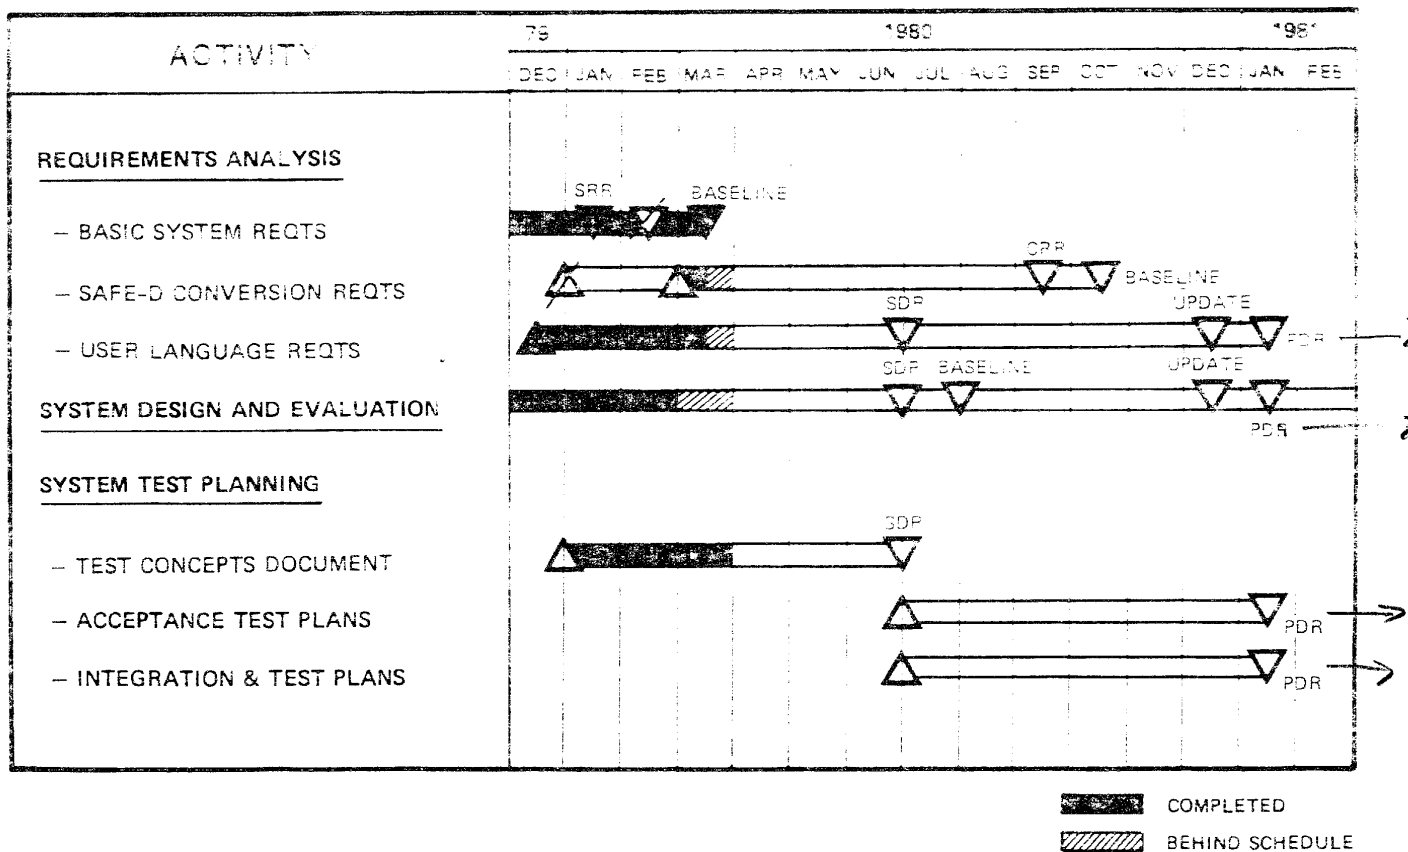 79 1980 1981
ACTIVITY
DEC JAN FEB MAR APR MAY JUN JUL AUG SEP OCT NOV DEC JAN FEB
REQUIREMENTS ANALYSIS
SRR BASELINE
– BASIC SYSTEM REQTS
CRR
– SAFE-D CONVERSION REQTS BASELINE
SDR UPDATE
– USER LANGUAGE REQTS PDR
SDR BASELINE UPDATE
SYSTEM DESIGN AND EVALUATION
PDR
SYSTEM TEST PLANNING
SDR
– TEST CONCEPTS DOCUMENT
– ACCEPTANCE TEST PLANS PDR
– INTEGRATION & TEST PLANS PDR
COMPLETED
BEHIND SCHEDULE